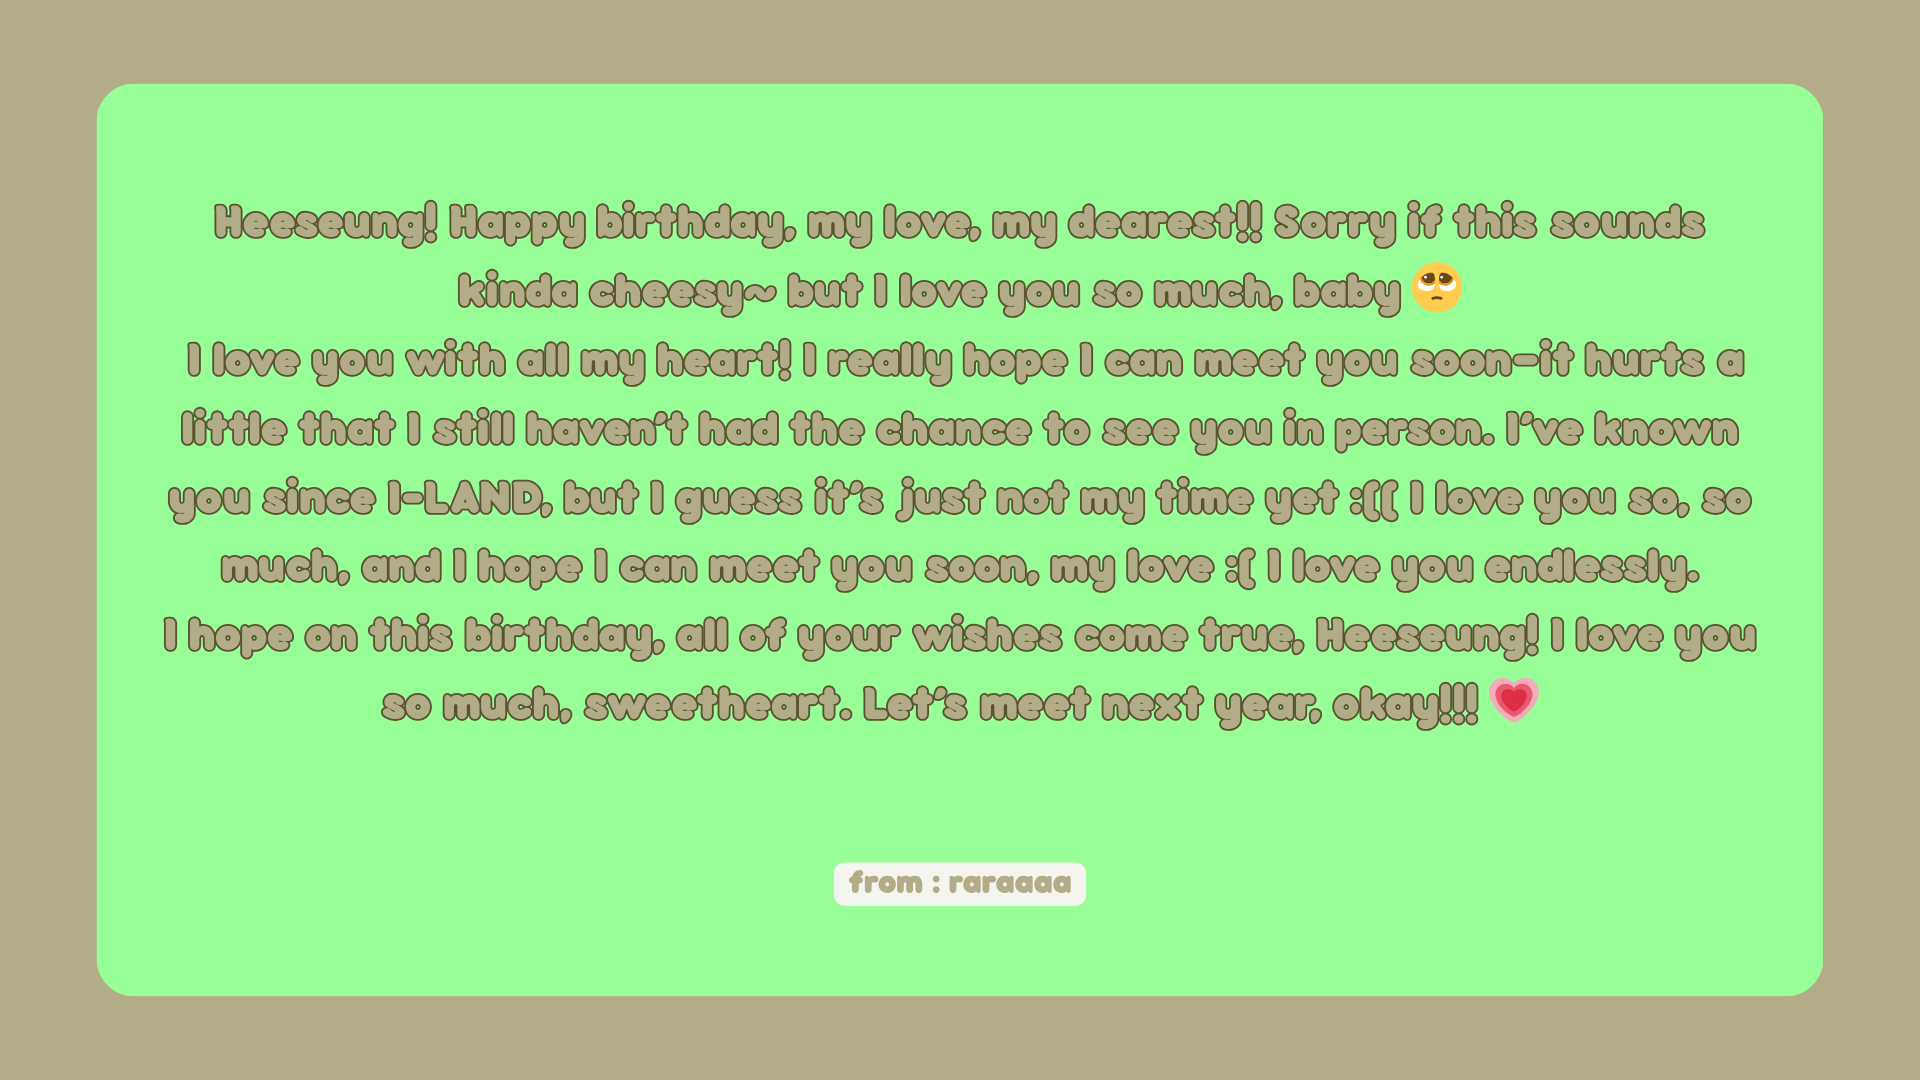 Heeseung! Happy birthday, my love, my dearest!! Sorry if this sounds
kinda cheesy~ but I love you so much, baby 🥺
I love you with all my heart! I really hope I can meet you soon—it hurts a
little that I still haven't had the chance to see you in person. I've known
you since I-LAND, but I guess it's just not my time yet :(( I love you so, so
much, and I hope I can meet you soon, my love :( I love you endlessly.
I hope on this birthday, all of your wishes come true, Heeseung! I love you
so much, sweetheart. Let's meet next year, okay!!! 💗
from : raraaaa